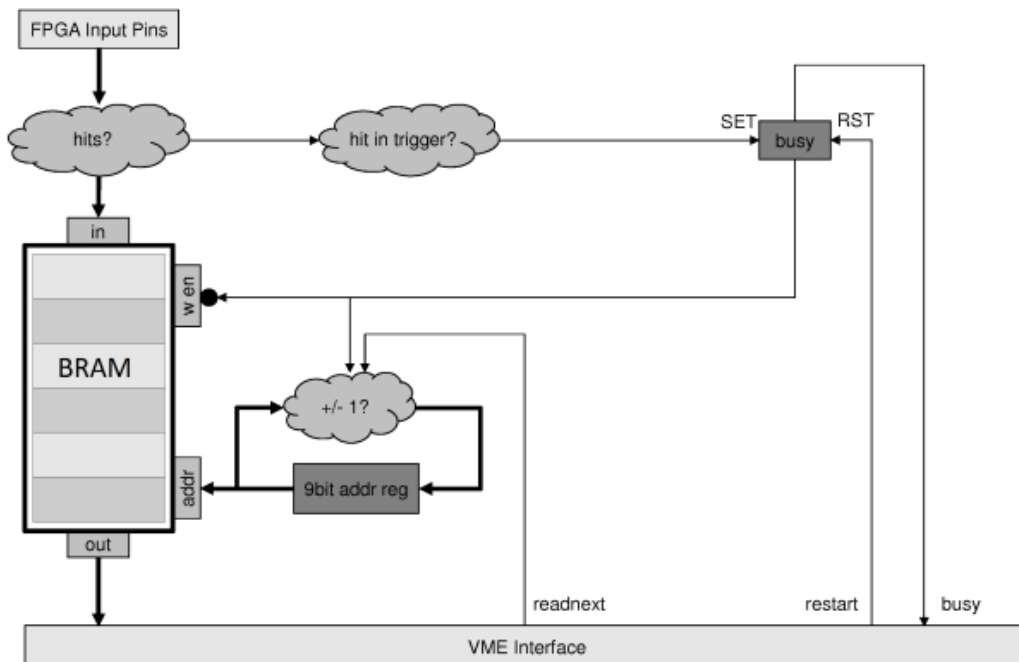 FPGA Input Pins
hits?
hit in trigger?
SET
RST
busy
in
w en
BRAM
+/- 1?
addr
9bit addr reg
out
readnext
restart
busy
VME Interface